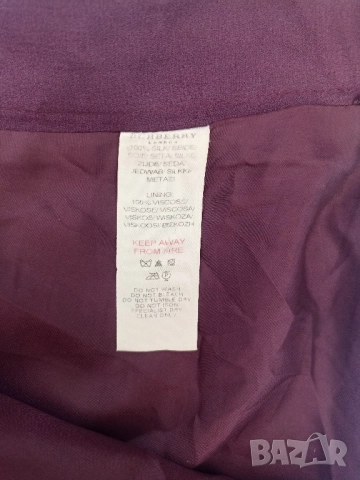 BURBERRY
LONDON
100% SILK/SEIDE
SOIE/SETA/SILKE
ZIJDE/SEDA
JEDWAB/SILKKI
METAΞI
LINING:
100% VISCOSE/
VISKOSE/VISCOSA
VISKOSE/WISKOZA/
VISKOOSI/
KEEP AWAY
FROM FIRE
DO NOT WASH
DO NOT BLEACH
DO NOT TUMBLE DRY
DO NOT IRON
SPECIALIST DRY
CLEAN ONLY
BAZAR